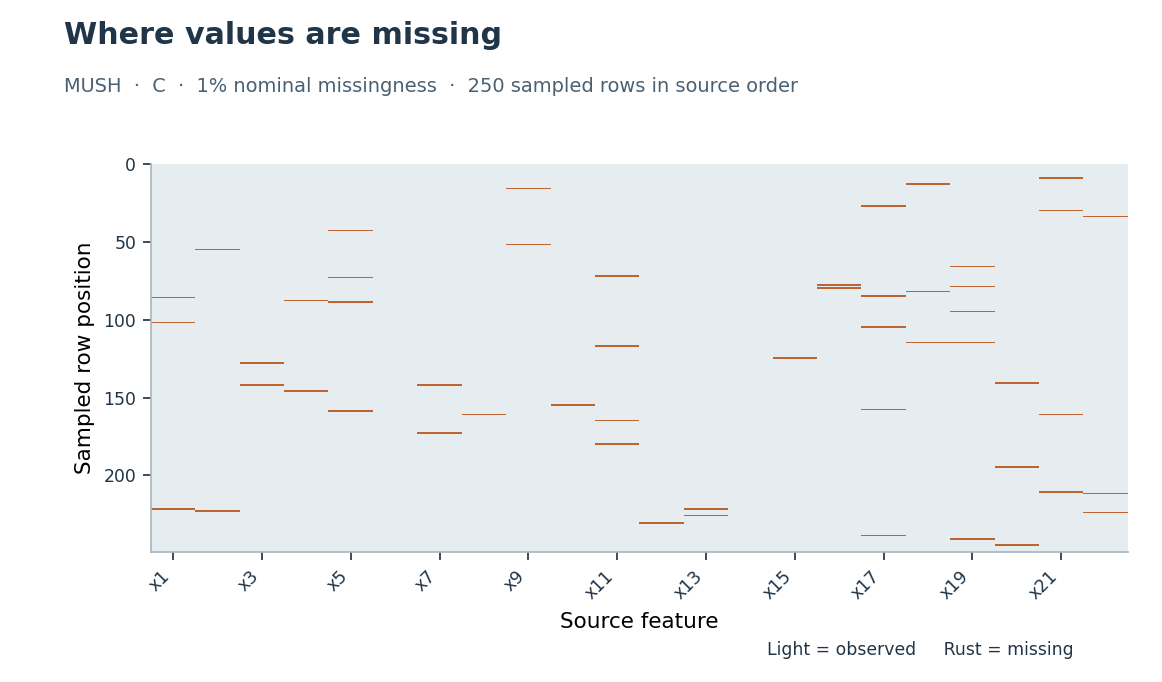 Where values are missing
MUSH · C · 1% nominal missingness · 250 sampled rows in source order
0
50
100
150
200
Sampled row position
x1 x3 x5 x7 x9 x11 x13 x15 x17 x19 x21
Source feature
Light = observed Rust = missing